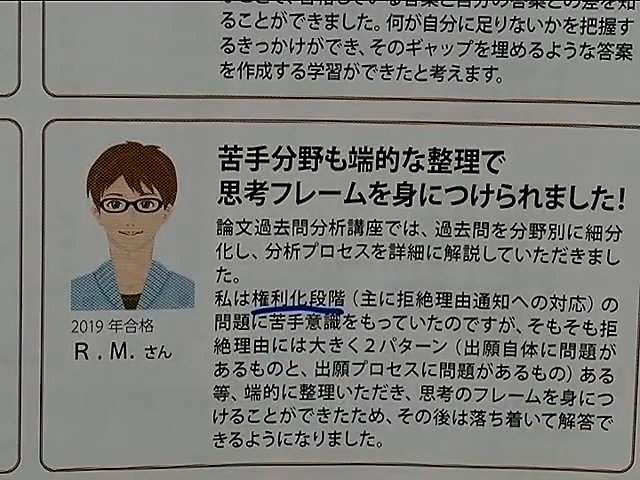 ることができました。何が自分に足りないかを把握す
るきっかけができ、そのギャップを埋めるような答案
を作成する学習ができたと考えます。
苦手分野も端的な整理で
思考フレームを身につけられました!
論文過去問分析講座では、過去問を分野別に細分
化し、分析プロセスを詳細に解説していただきまし
た。
私は権利化段階(主に拒絶理由通知への対応)の
問題に苦手意識をもっていたのですが、そもそも拒
絶理由には大きく2パターン(出願自体に問題が
あるものと、出願プロセスに問題があるもの)ある
等、端的に整理いただき、思考のフレームを身につ
けることができたため、その後は落ち着いて解答で
きるようになりました。
2019 年合格
R . M. さん